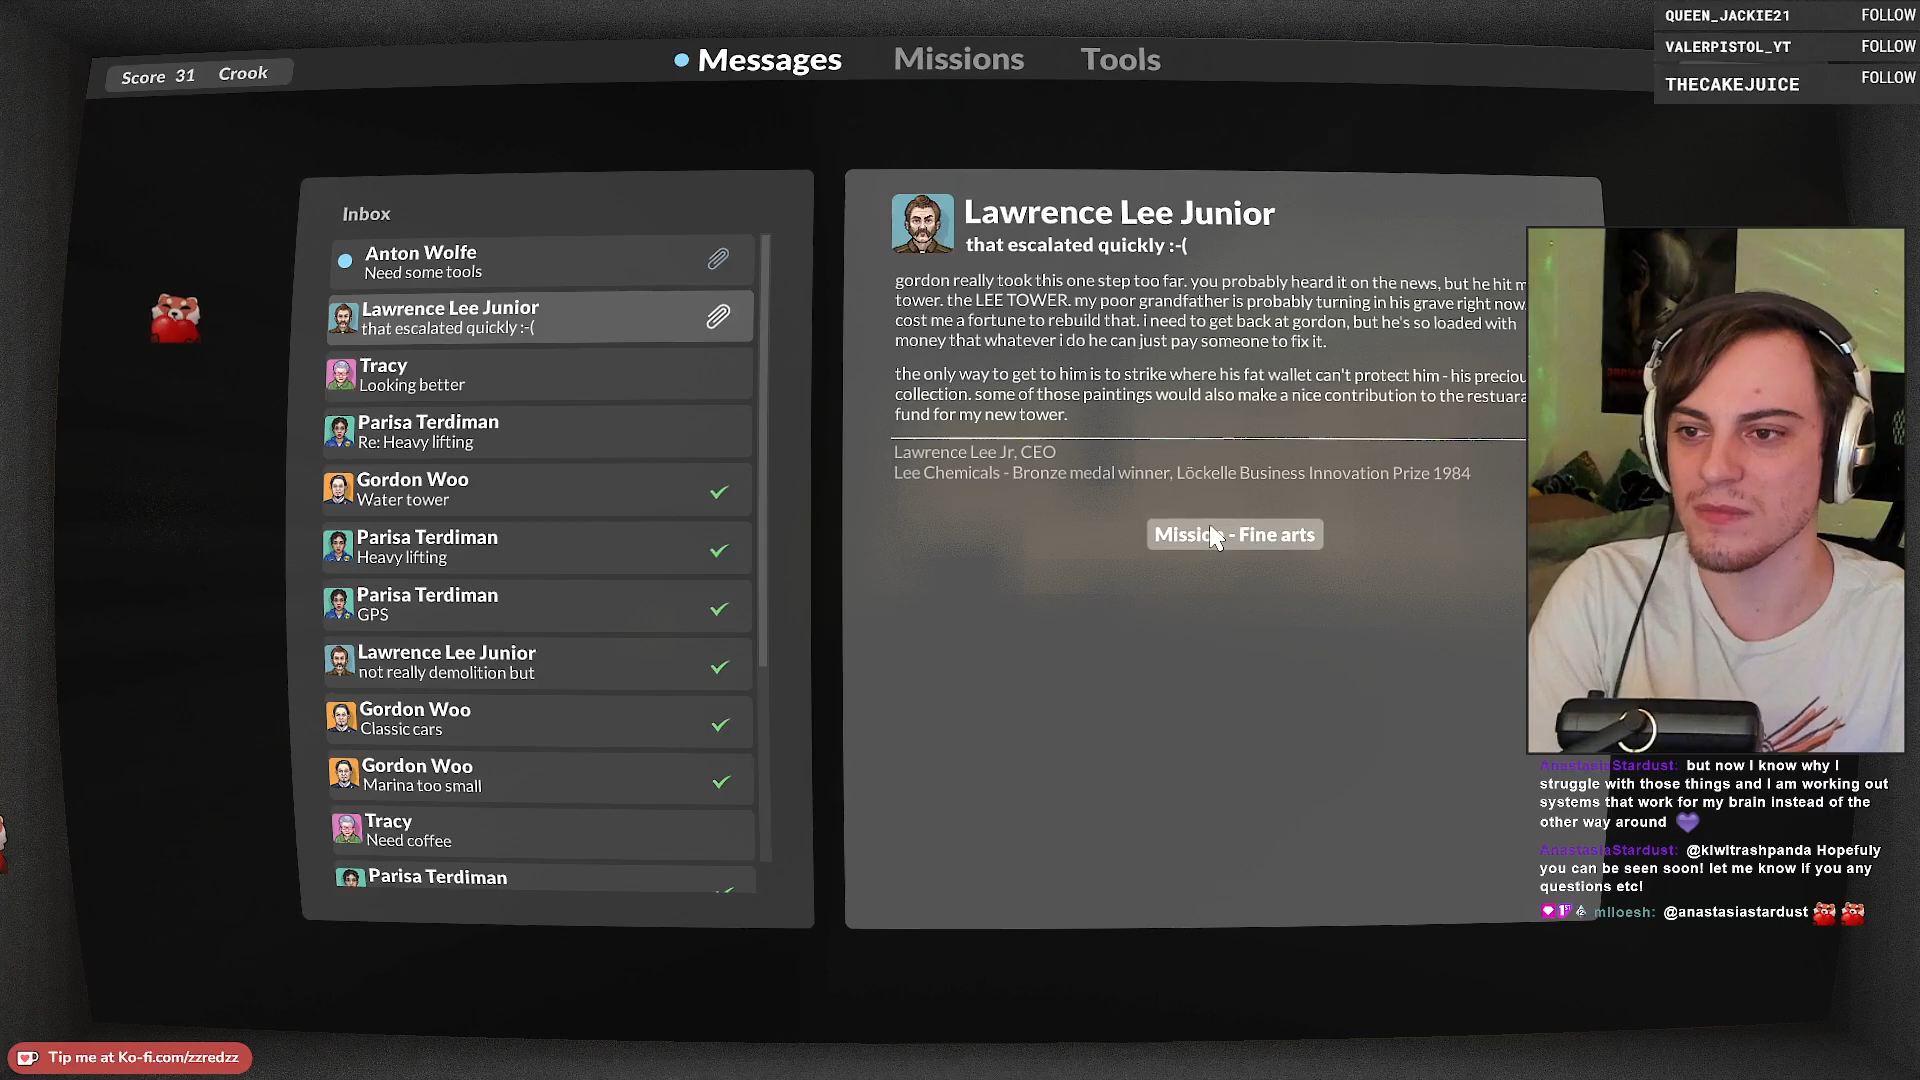 QUEEN_JACKIE21 FOLLOW
VALERPISTOL_YT FOLLOW
THECAKEJUICE FOLLOW
Score 31 Crook
Messages Missions Tools
Inbox
Anton Wolfe
Need some tools
Lawrence Lee Junior
that escalated quickly :-(
Tracy
Looking better
Parisa Terdiman
Re: Heavy lifting
Gordon Woo
Water tower
Parisa Terdiman
Heavy lifting
Parisa Terdiman
GPS
Lawrence Lee Junior
not really demolition but
Gordon Woo
Classic cars
Gordon Woo
Marina too small
Tracy
Need coffee
Parisa Terdiman
Lawrence Lee Junior
that escalated quickly :-(
gordon really took this one step too far. you probably heard it on the news, but he hit m
tower. the LEE TOWER. my poor grandfather is probably turning in his grave right now.
cost me a fortune to rebuild that. i need to get back at gordon, but he's so loaded with
money that whatever i do he can just pay someone to fix it.
the only way to get to him is to strike where his fat wallet can't protect him - his preciou
collection. some of those paintings would also make a nice contribution to the restuara
fund for my new tower.
Lawrence Lee Jr, CEO
Lee Chemicals - Bronze medal winner, Löckelle Business Innovation Prize 1984
Mission - Fine arts
AnastasiaStardust: but now I know why I
struggle with those things and I am working out
systems that work for my brain instead of the
other way around
AnastasiaStardust: @kiwitrashpanda Hopefuly
you can be seen soon! let me know if you any
questions etc!
mlloesh: @anastasiastardust
Tip me at Ko-fi.com/zzredzz